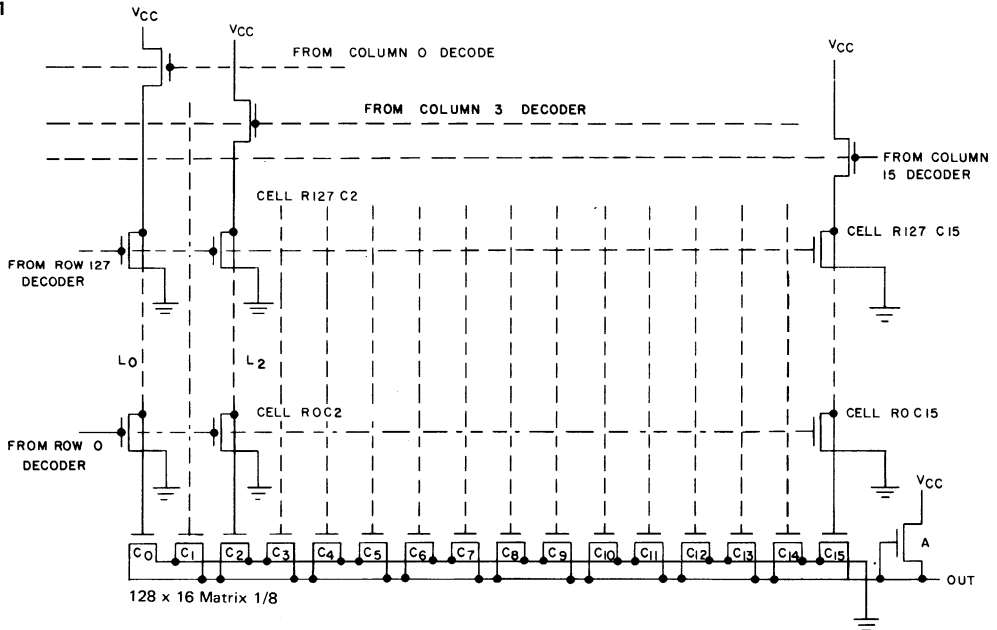 1
VCC
VCC
FROM COLUMN 0 DECODE
VCC
FROM COLUMN 3 DECODER
FROM COLUMN
15 DECODER
CELL R127 C2
CELL R127 C15
FROM ROW 127
DECODER
L0
L2
CELL R0C2
CELL R0 C15
FROM ROW 0
DECODER
VCC
A
C0 C1 C2 C3 C4 C5 C6 C7 C8 C9 C10 C11 C12 C13 C14 C15
OUT
128 x 16 Matrix 1/8